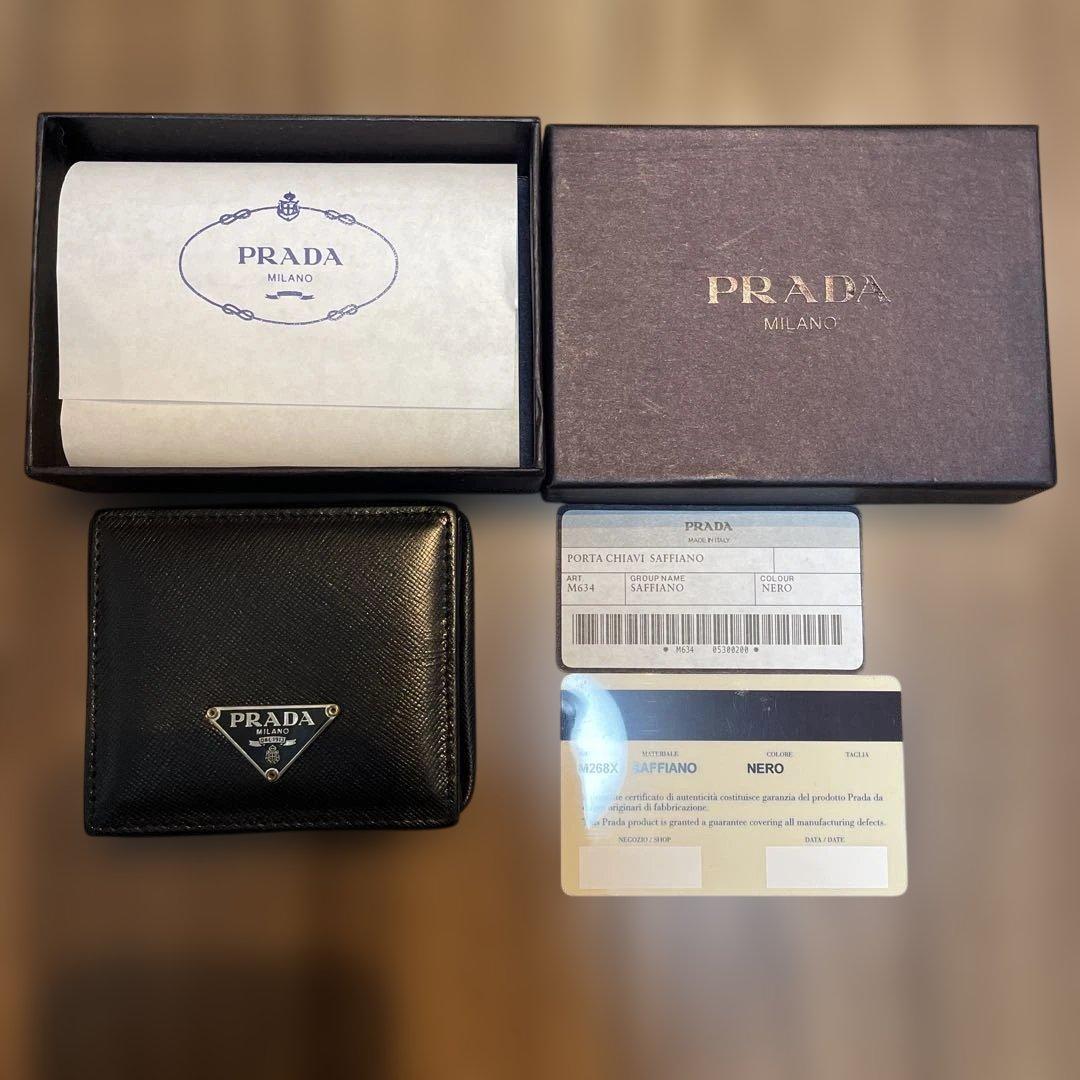 PRADA
MILANO
PRADA
MILANO
PRADA
MILANO
PRADA
MADE IN ITALY
PORTA CHIAVI SAFFIANO
ART. GROUP NAME COLOUR
M634 SAFFIANO NERO
* M634 05300200 *
MATERIALE COLORE TAGLIA
M268X SAFFIANO NERO
certificato di autenticità costituisce garanzia del prodotto Prada da
originari di fabbricazione.
This Prada product is granted a guarantee covering all manufacturing defects.
NEGOZIO / SHOP DATA / DATE